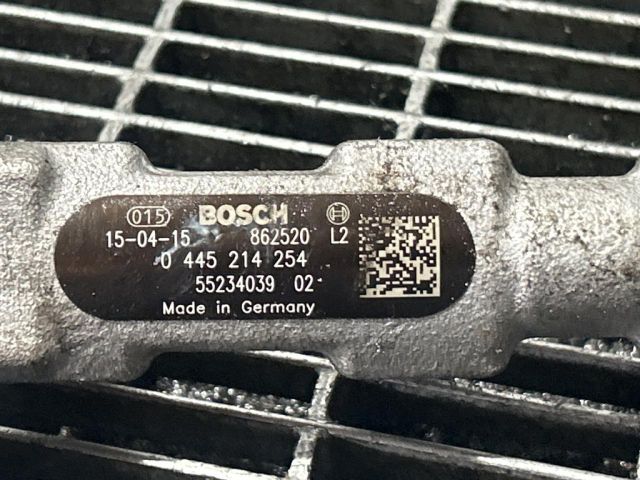 015 BOSCH
15-04-15 862520 L2
0 445 214 254
55234039 02
Made in Germany